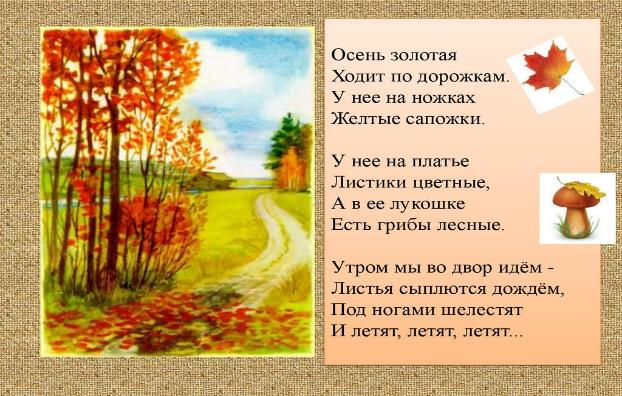 Осень золотая
Ходит по дорожкам.
У нее на ножках
Желтые сапожки.
У нее на платье
Листики цветные,
А в ее лукошке
Есть грибы лесные.
Утром мы во двор идём -
Листья сыплются дождём,
Под ногами шелестят
И летят, летят, летят...